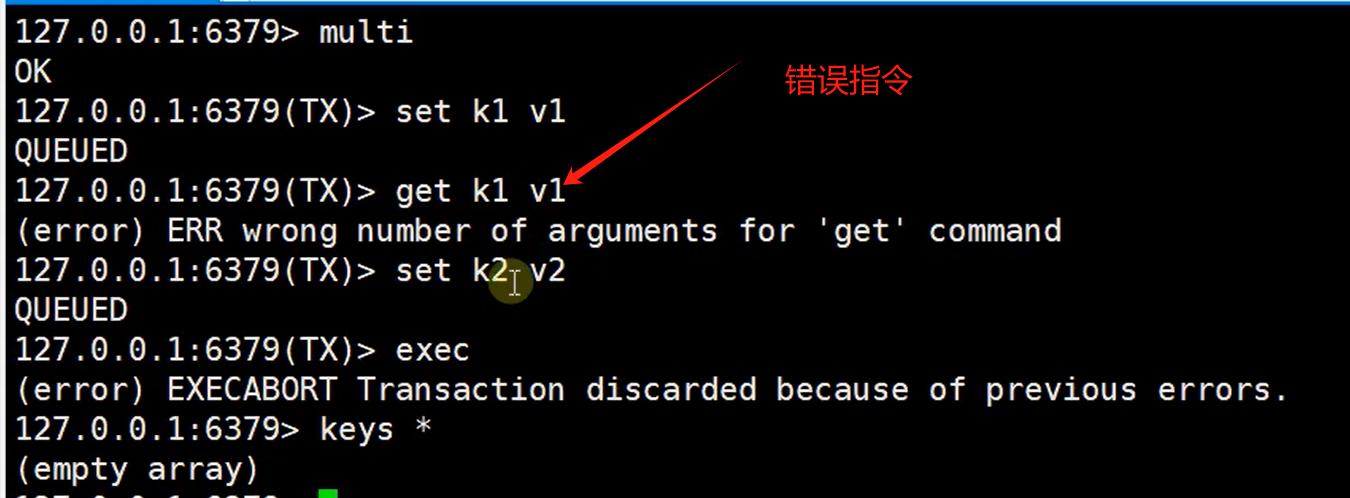 127.0.0.1:6379> multi
OK
错误指令
127.0.0.1:6379(TX)> set k1 v1
QUEUED
127.0.0.1:6379(TX)> get k1 v1
(error) ERR wrong number of arguments for 'get' command
127.0.0.1:6379(TX)> set k2 v2
QUEUED
127.0.0.1:6379(TX)> exec
(error) EXECABORT Transaction discarded because of previous errors.
127.0.0.1:6379> keys *
(empty array)